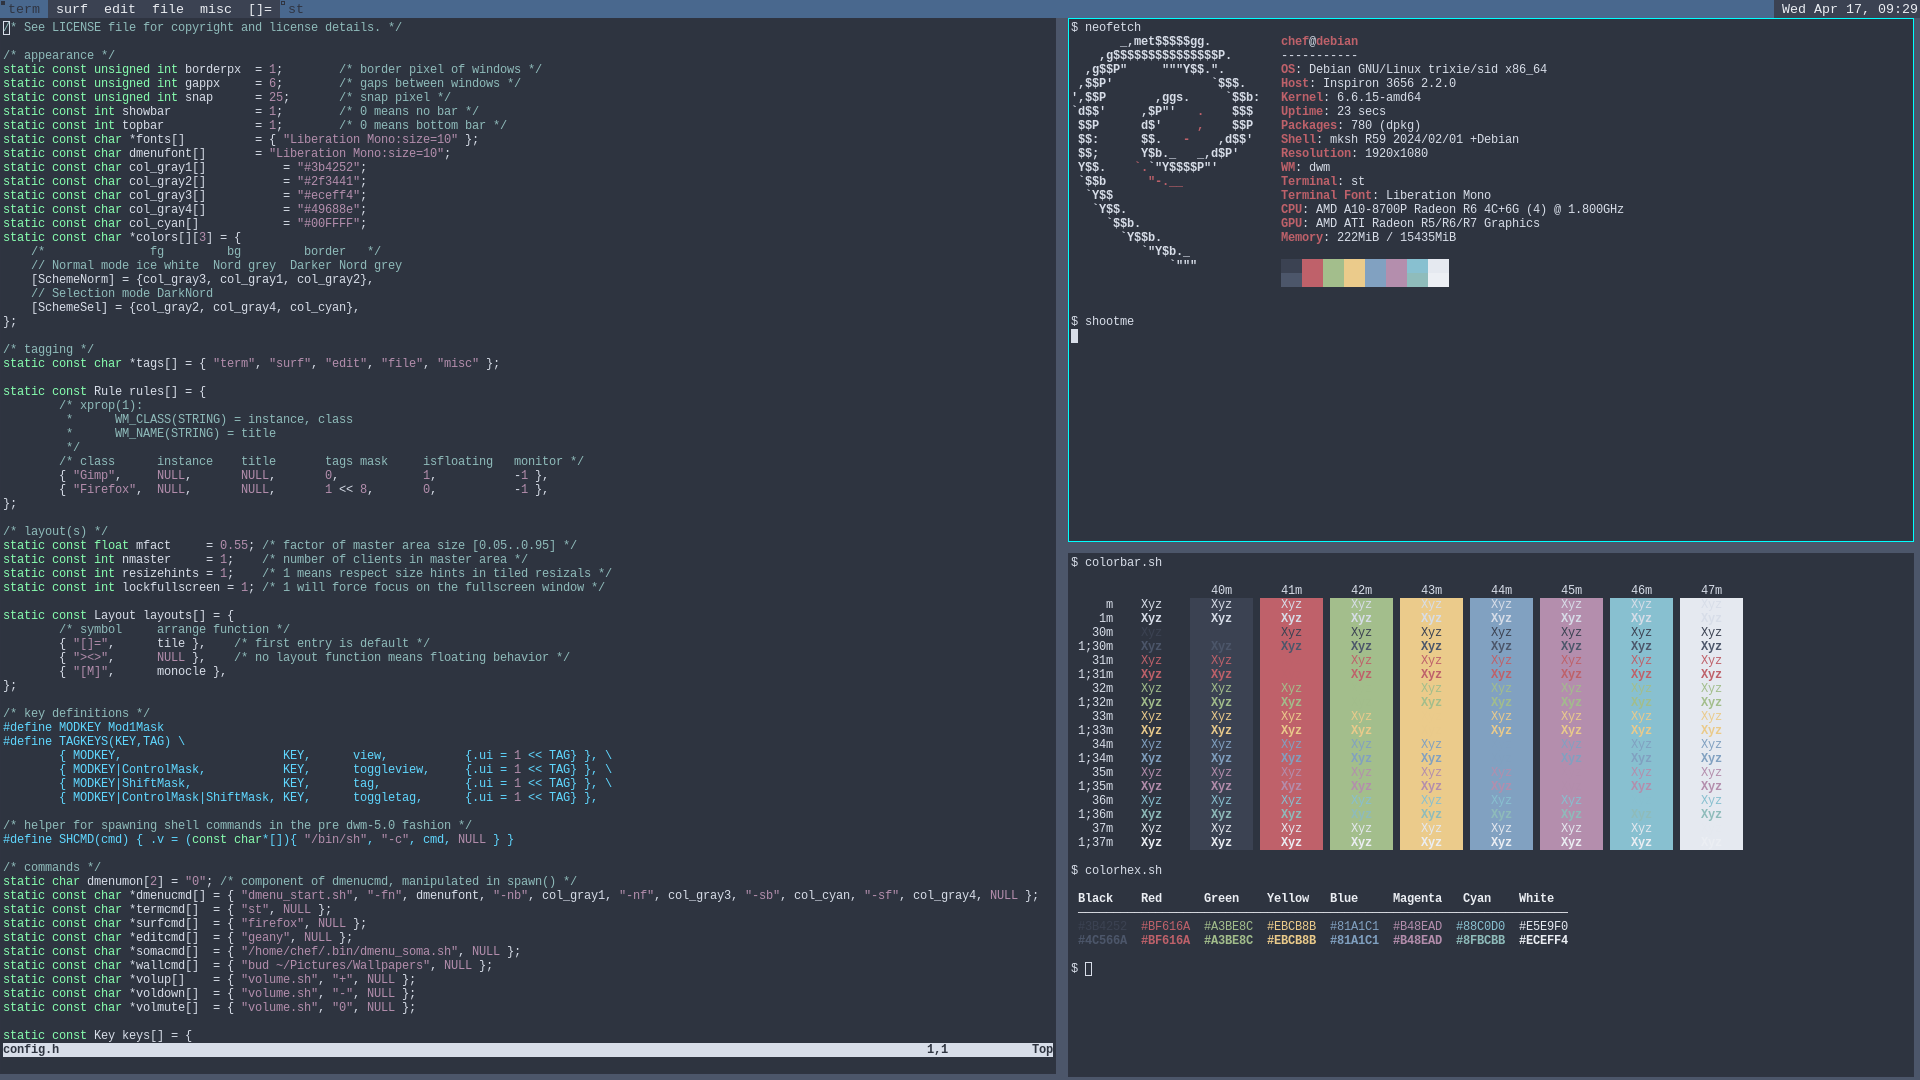 term surf edit file misc []= st Wed Apr 17, 09:29
/* See LICENSE file for copyright and license details. */
/* appearance */
static const unsigned int borderpx  = 1;        /* border pixel of windows */
static const unsigned int gappx     = 6;        /* gaps between windows */
static const unsigned int snap      = 25;       /* snap pixel */
static const int showbar            = 1;        /* 0 means no bar */
static const int topbar             = 1;        /* 0 means bottom bar */
static const char *fonts[]          = { "Liberation Mono:size=10" };
static const char dmenufont[]       = "Liberation Mono:size=10";
static const char col_gray1[]           = "#3b4252";
static const char col_gray2[]           = "#2f3441";
static const char col_gray3[]           = "#eceff4";
static const char col_gray4[]           = "#49688e";
static const char col_cyan[]            = "#00FFFF";
static const char *colors[][3] = {
    /*               fg         bg         border   */
    // Normal mode ice white  Nord grey  Darker Nord grey
    [SchemeNorm] = {col_gray3, col_gray1, col_gray2},
    // Selection mode DarkNord
    [SchemeSel] = {col_gray2, col_gray4, col_cyan},
};
/* tagging */
static const char *tags[] = { "term", "surf", "edit", "file", "misc" };
static const Rule rules[] = {
        /* xprop(1):
         *      WM_CLASS(STRING) = instance, class
         *      WM_NAME(STRING) = title
         */
        /* class      instance    title       tags mask     isfloating   monitor */
        { "Gimp",     NULL,       NULL,       0,            1,           -1 },
        { "Firefox",  NULL,       NULL,       1 << 8,       0,           -1 },
};
/* layout(s) */
static const float mfact     = 0.55; /* factor of master area size [0.05..0.95] */
static const int nmaster     = 1;    /* number of clients in master area */
static const int resizehints = 1;    /* 1 means respect size hints in tiled resizals */
static const int lockfullscreen = 1; /* 1 will force focus on the fullscreen window */
static const Layout layouts[] = {
        /* symbol     arrange function */
        { "[]=",      tile },    /* first entry is default */
        { "><>",      NULL },    /* no layout function means floating behavior */
        { "[M]",      monocle },
};
/* key definitions */
#define MODKEY Mod1Mask
#define TAGKEYS(KEY,TAG) \
        { MODKEY,                       KEY,      view,           {.ui = 1 << TAG} }, \
        { MODKEY|ControlMask,           KEY,      toggleview,     {.ui = 1 << TAG} }, \
        { MODKEY|ShiftMask,             KEY,      tag,            {.ui = 1 << TAG} }, \
        { MODKEY|ControlMask|ShiftMask, KEY,      toggletag,      {.ui = 1 << TAG} },
/* helper for spawning shell commands in the pre dwm-5.0 fashion */
#define SHCMD(cmd) { .v = (const char*[]){ "/bin/sh", "-c", cmd, NULL } }
/* commands */
static char dmenumon[2] = "0"; /* component of dmenucmd, manipulated in spawn() */
static const char *dmenucmd[] = { "dmenu_start.sh", "-fn", dmenufont, "-nb", col_gray1, "-nf", col_gray3, "-sb", col_cyan, "-sf", col_gray4, NULL };
static const char *termcmd[]  = { "st", NULL };
static const char *surfcmd[]  = { "firefox", NULL };
static const char *editcmd[]  = { "geany", NULL };
static const char *somacmd[]  = { "/home/chef/.bin/dmenu_soma.sh", NULL };
static const char *wallcmd[]  = { "bud ~/Pictures/Wallpapers", NULL };
static const char *volup[]    = { "volume.sh", "+", NULL };
static const char *voldown[]  = { "volume.sh", "-", NULL };
static const char *volmute[]  = { "volume.sh", "0", NULL };
static const Key keys[] = {
config.h 1,1 Top
$ neofetch
       _,met$$$$$gg.          chef@debian
    ,g$$$$$$$$$$$$$$$P.       -----------
  ,g$$P"     """Y$$.".        OS: Debian GNU/Linux trixie/sid x86_64
 ,$$P'              `$$$.     Host: Inspiron 3656 2.2.0
',$$P       ,ggs.     `$$b:   Kernel: 6.6.15-amd64
`d$$'     ,$P"'   .    $$$    Uptime: 23 secs
 $$P      d$'     ,    $$P    Packages: 780 (dpkg)
 $$:      $$.   -    ,d$$'    Shell: mksh R59 2024/02/01 +Debian
 $$;      Y$b._   _,d$P'      Resolution: 1920x1080
 Y$$.    `.`"Y$$$$P"'         WM: dwm
 `$$b      "-.__              Terminal: st
  `Y$$                        Terminal Font: Liberation Mono
   `Y$$.                      CPU: AMD A10-8700P Radeon R6 4C+6G (4) @ 1.800GHz
     `$$b.                    GPU: AMD ATI Radeon R5/R6/R7 Graphics
       `Y$$b.                 Memory: 222MiB / 15435MiB
          `"Y$b._
              `"""
$ shootme
$ colorbar.sh
40m 41m 42m 43m 44m 45m 46m 47m
m Xyz Xyz Xyz Xyz Xyz Xyz Xyz Xyz
1m Xyz Xyz Xyz Xyz Xyz Xyz Xyz Xyz
30m Xyz Xyz Xyz Xyz Xyz Xyz Xyz Xyz
1;30m Xyz Xyz Xyz Xyz Xyz Xyz Xyz Xyz Xyz
31m Xyz Xyz Xyz Xyz Xyz Xyz Xyz Xyz
1;31m Xyz Xyz Xyz Xyz Xyz Xyz Xyz Xyz
32m Xyz Xyz Xyz Xyz Xyz Xyz Xyz Xyz
1;32m Xyz Xyz Xyz Xyz Xyz Xyz Xyz Xyz
33m Xyz Xyz Xyz Xyz Xyz Xyz Xyz Xyz
1;33m Xyz Xyz Xyz Xyz Xyz Xyz Xyz Xyz
34m Xyz Xyz Xyz Xyz Xyz Xyz Xyz Xyz
1;34m Xyz Xyz Xyz Xyz Xyz Xyz Xyz Xyz
35m Xyz Xyz Xyz Xyz Xyz Xyz Xyz Xyz
1;35m Xyz Xyz Xyz Xyz Xyz Xyz Xyz Xyz
36m Xyz Xyz Xyz Xyz Xyz Xyz Xyz Xyz
1;36m Xyz Xyz Xyz Xyz Xyz Xyz Xyz Xyz
37m Xyz Xyz Xyz Xyz Xyz Xyz Xyz Xyz
1;37m Xyz Xyz Xyz Xyz Xyz Xyz Xyz Xyz Xyz
$ colorhex.sh
Black Red Green Yellow Blue Magenta Cyan White
#3B4252 #BF616A #A3BE8C #EBCB8B #81A1C1 #B48EAD #88C0D0 #E5E9F0
#4C566A #BF616A #A3BE8C #EBCB8B #81A1C1 #B48EAD #8FBCBB #ECEFF4
$